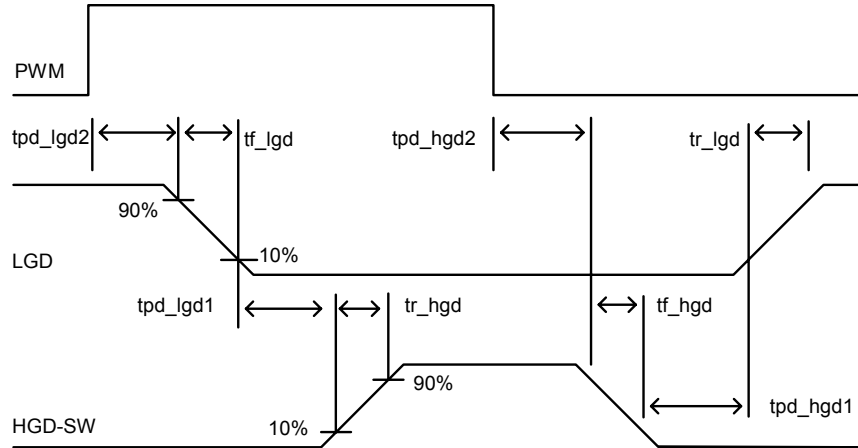 PWM
tpd_lgd2
tf_lgd
tpd_hgd2
tr_lgd
90%
LGD
10%
tpd_lgd1
tr_hgd
tf_hgd
90%
tpd_hgd1
HGD-SW
10%